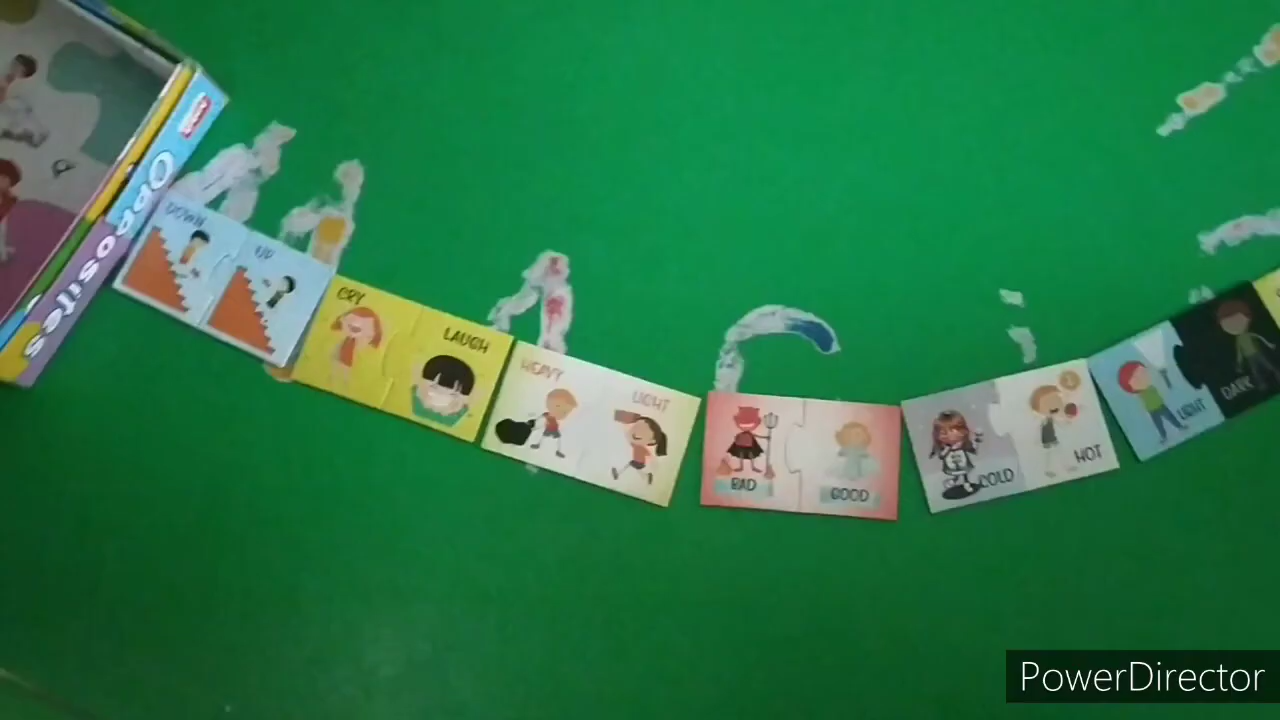 Opposites
DOWN
UP
CRY
LAUGH
HEAVY
LIGHT
BAD
GOOD
COLD
HOT
LIGHT
DARK
PowerDirector